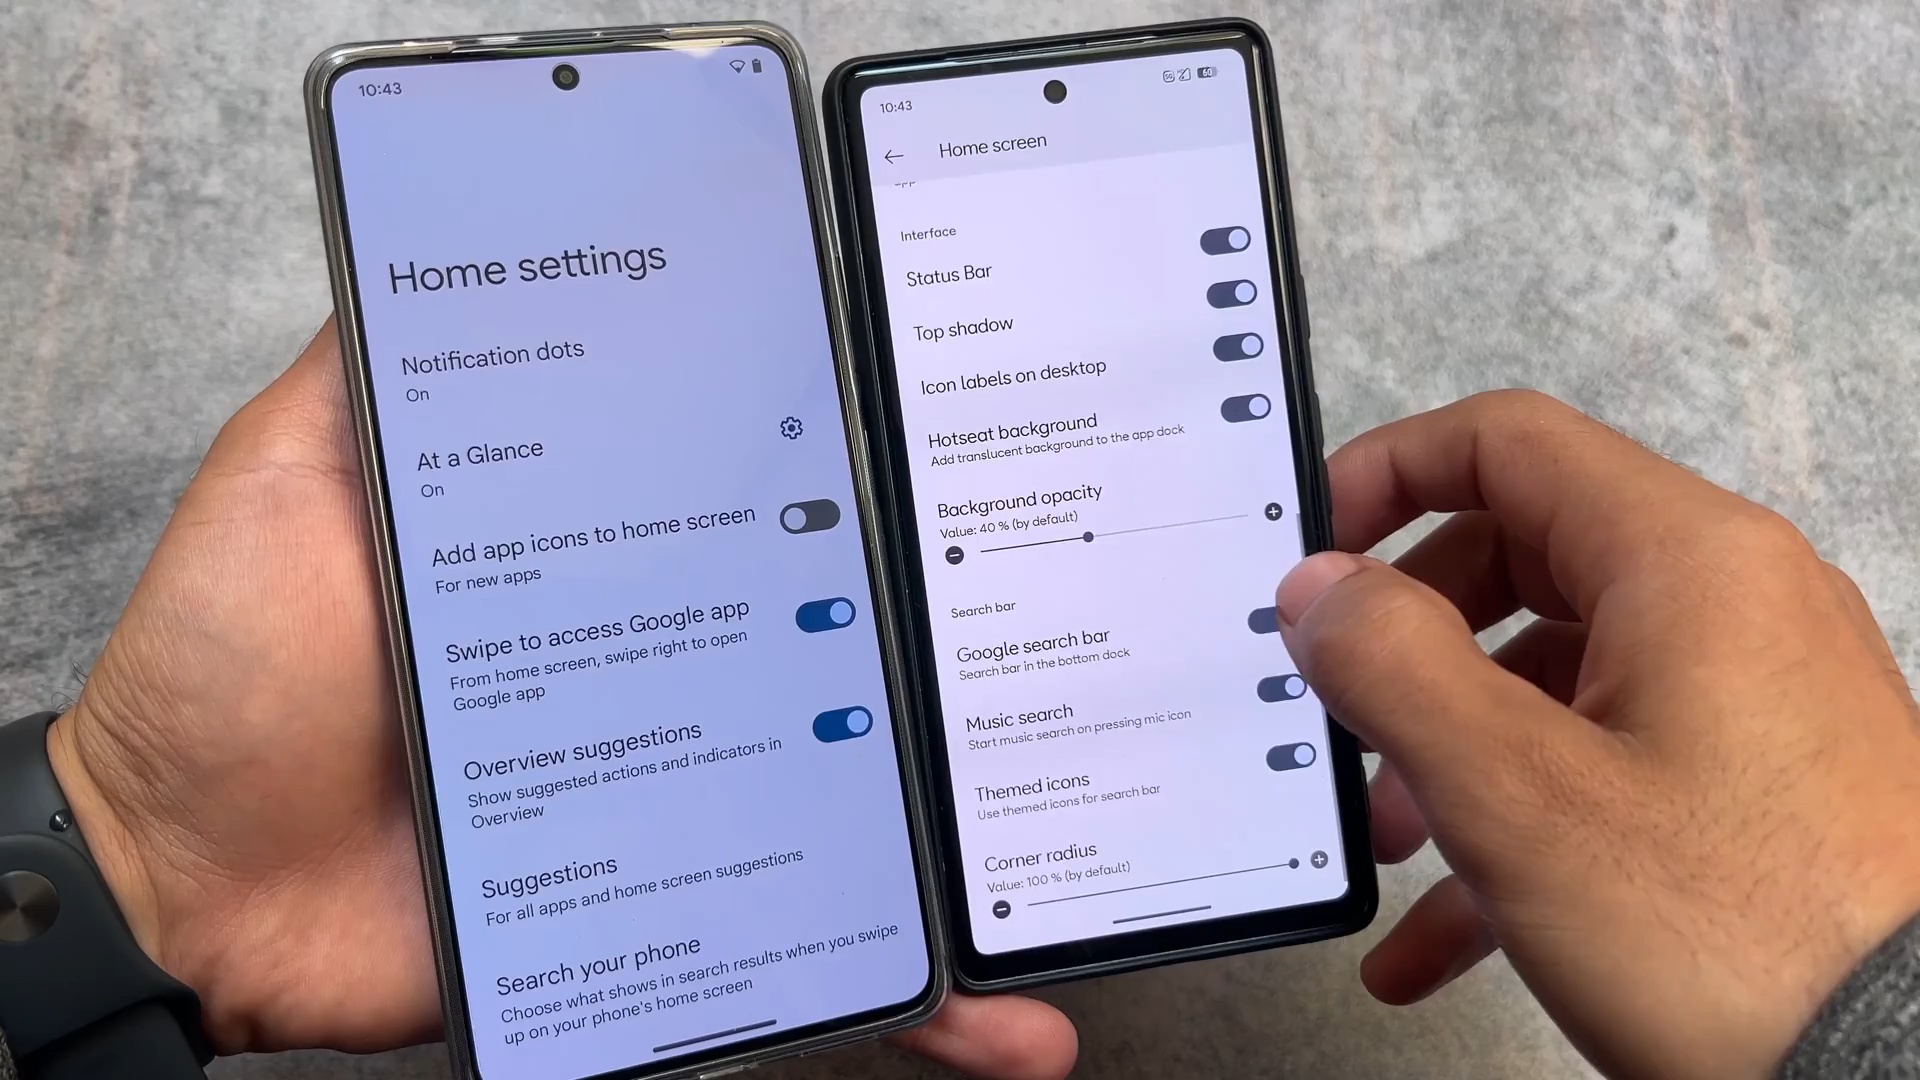 10:43
Home settings
Notification dots
On
At a Glance
On
Add app icons to home screen
For new apps
Swipe to access Google app
From home screen, swipe right to open
Google app
Overview suggestions
Show suggested actions and indicators in
Overview
Suggestions
For all apps and home screen suggestions
Search your phone
Choose what shows in search results when you swipe
up on your phone's home screen
10:43
60
Home screen
Interface
Status Bar
Top shadow
Icon labels on desktop
Hotseat background
Add translucent background to the app dock
Background opacity
Value: 40 % (by default)
Search bar
Google search bar
Search bar in the bottom dock
Music search
Start music search on pressing mic icon
Themed icons
Use themed icons for search bar
Corner radius
Value: 100 % (by default)